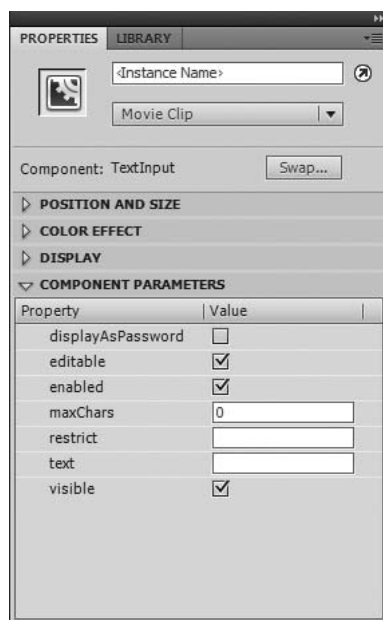 PROPERTIES LIBRARY
<Instance Name>
Movie Clip
Component: TextInput Swap...
POSITION AND SIZE
COLOR EFFECT
DISPLAY
COMPONENT PARAMETERS
Property Value
displayAsPassword
editable
enabled
maxChars 0
restrict
text
visible